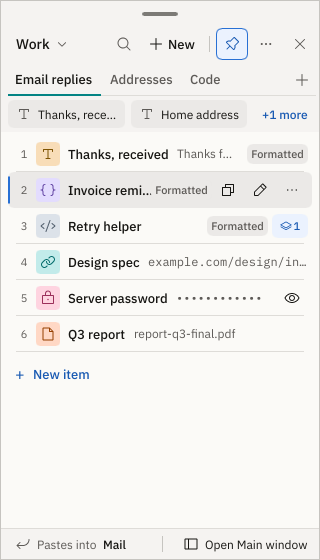 Work New
Email replies Addresses Code
Thanks, rece... Home address +1 more
1 Thanks, received Thanks f... Formatted
2 { } Invoice remi... Formatted
3 </> Retry helper Formatted 1
4 Design spec example.com/design/in...
5 Server password ••••••••••••
6 Q3 report report-q3-final.pdf
+ New item
Pastes into Mail Open Main window